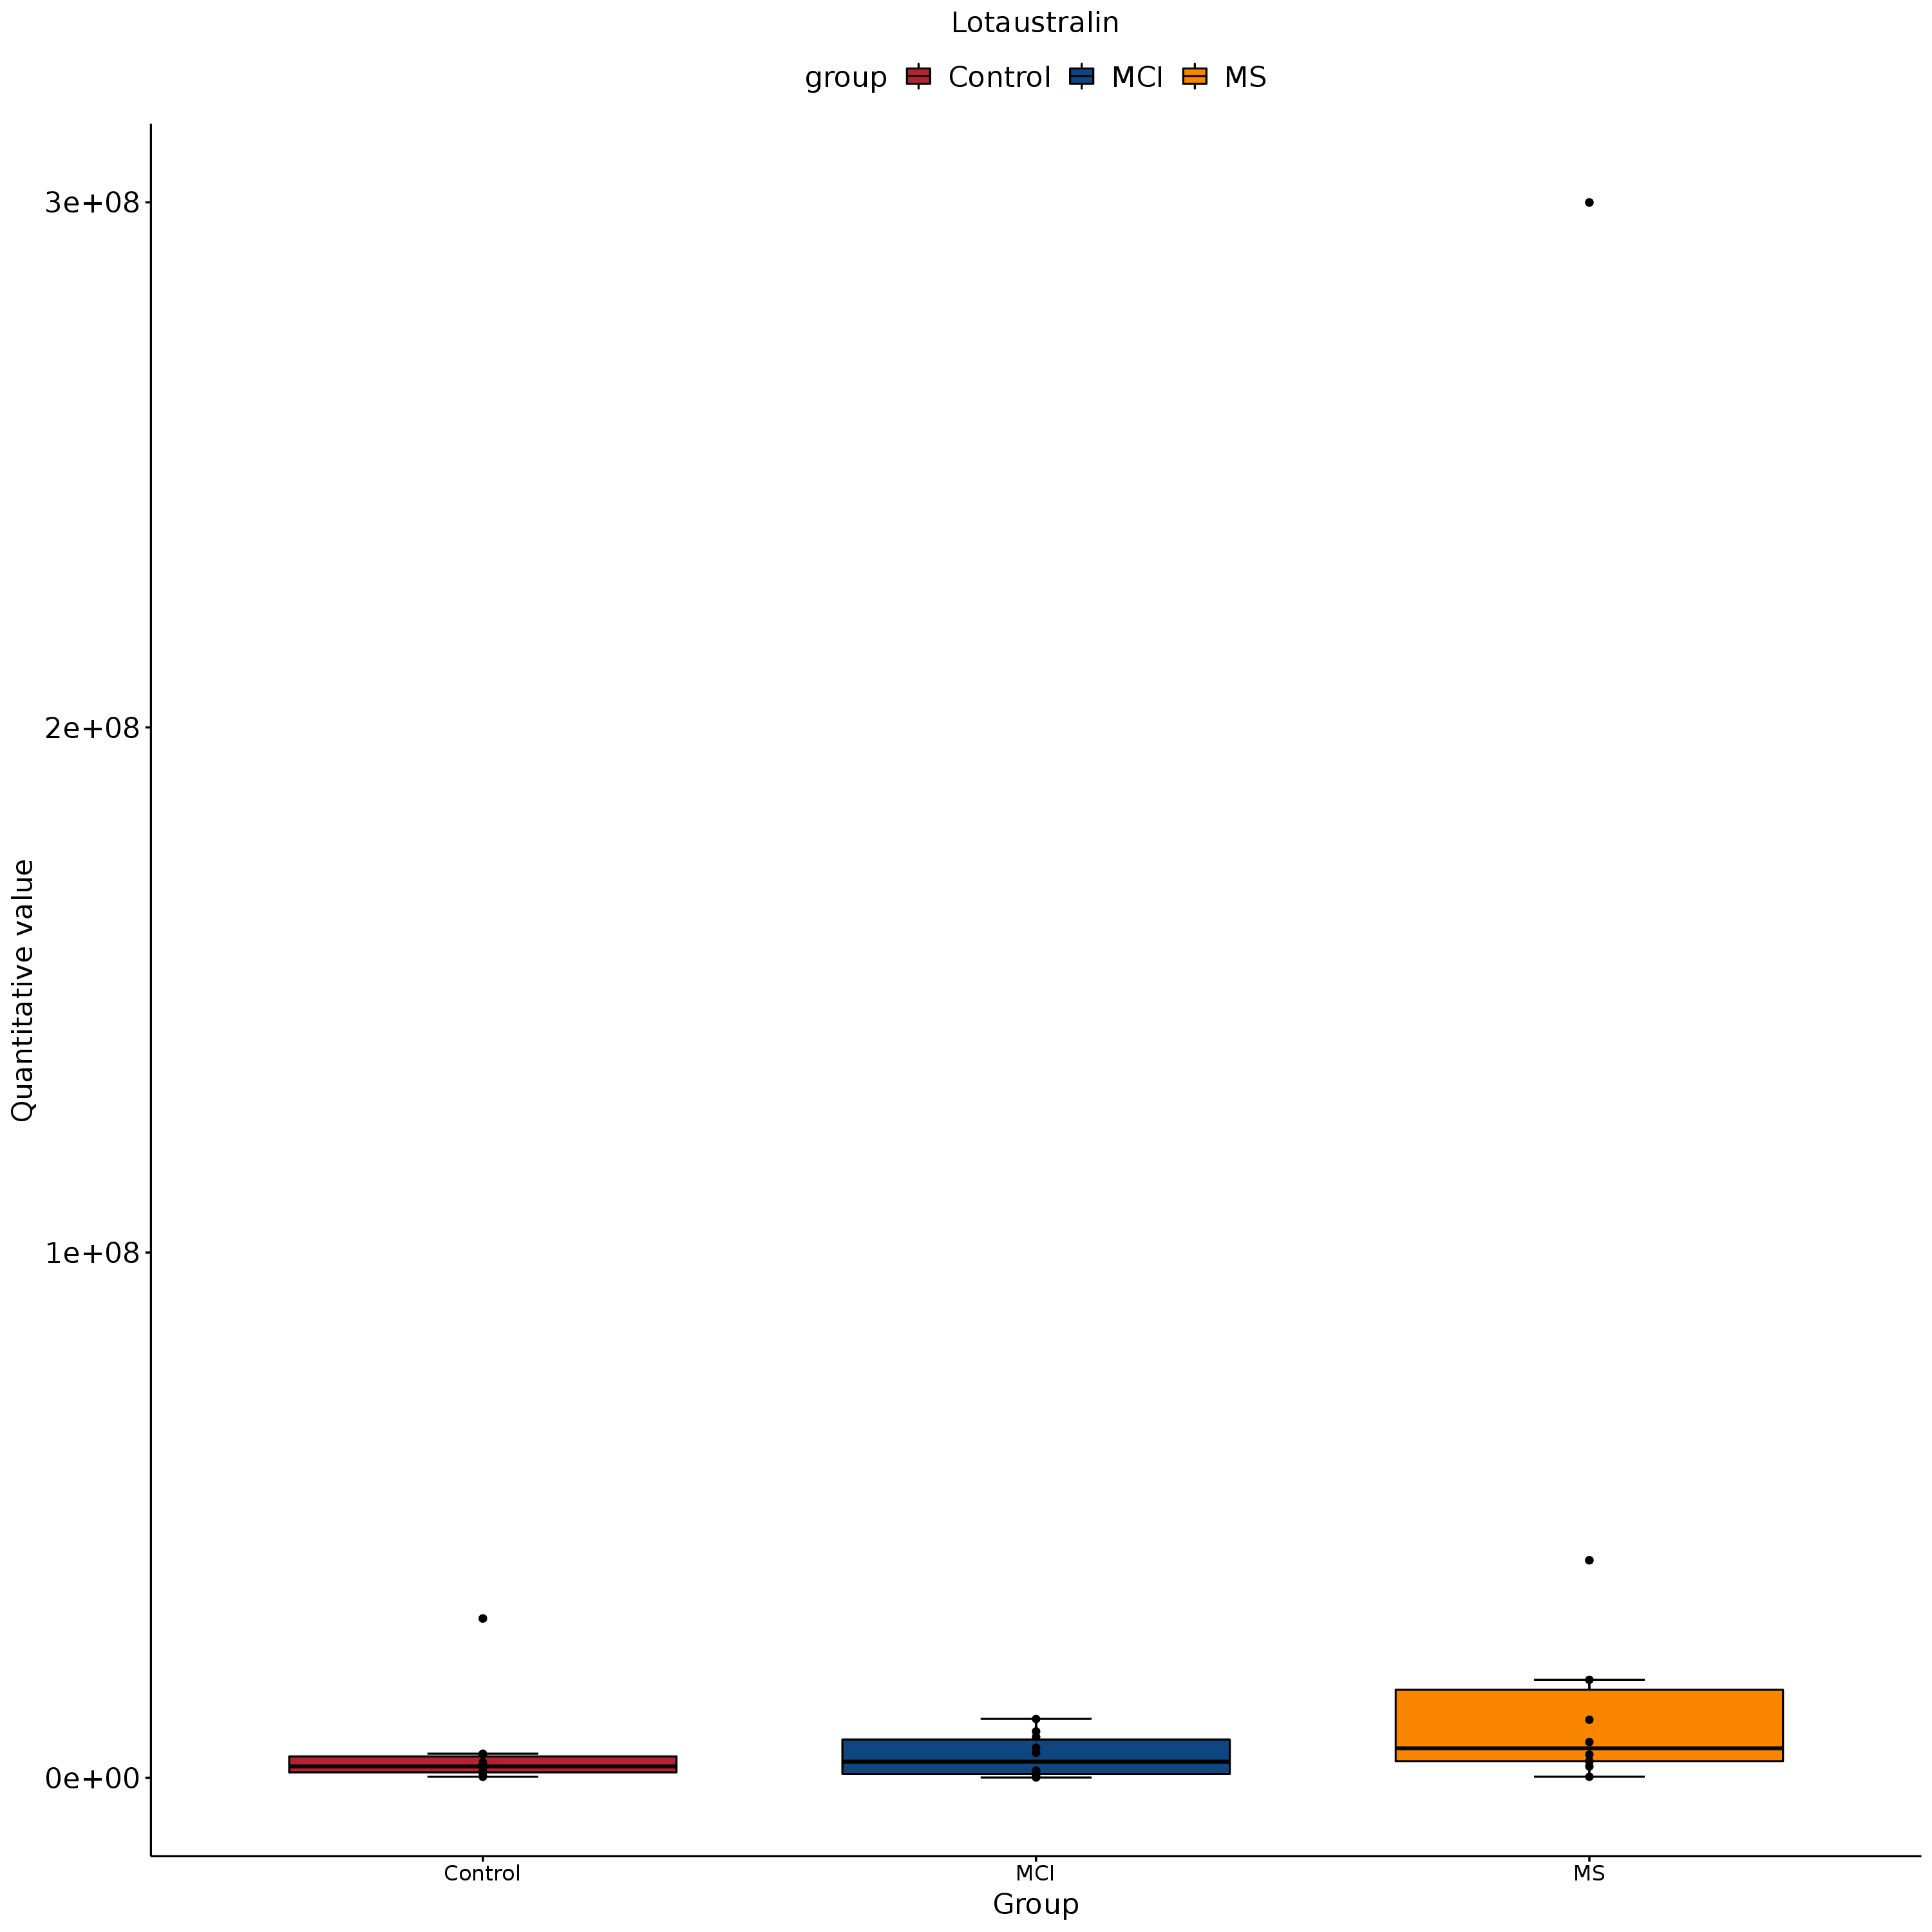 Lotaustralin
group Control MCI MS
3e+08
2e+08
1e+08
0e+00
Quantitative value
Control MCI MS
Group